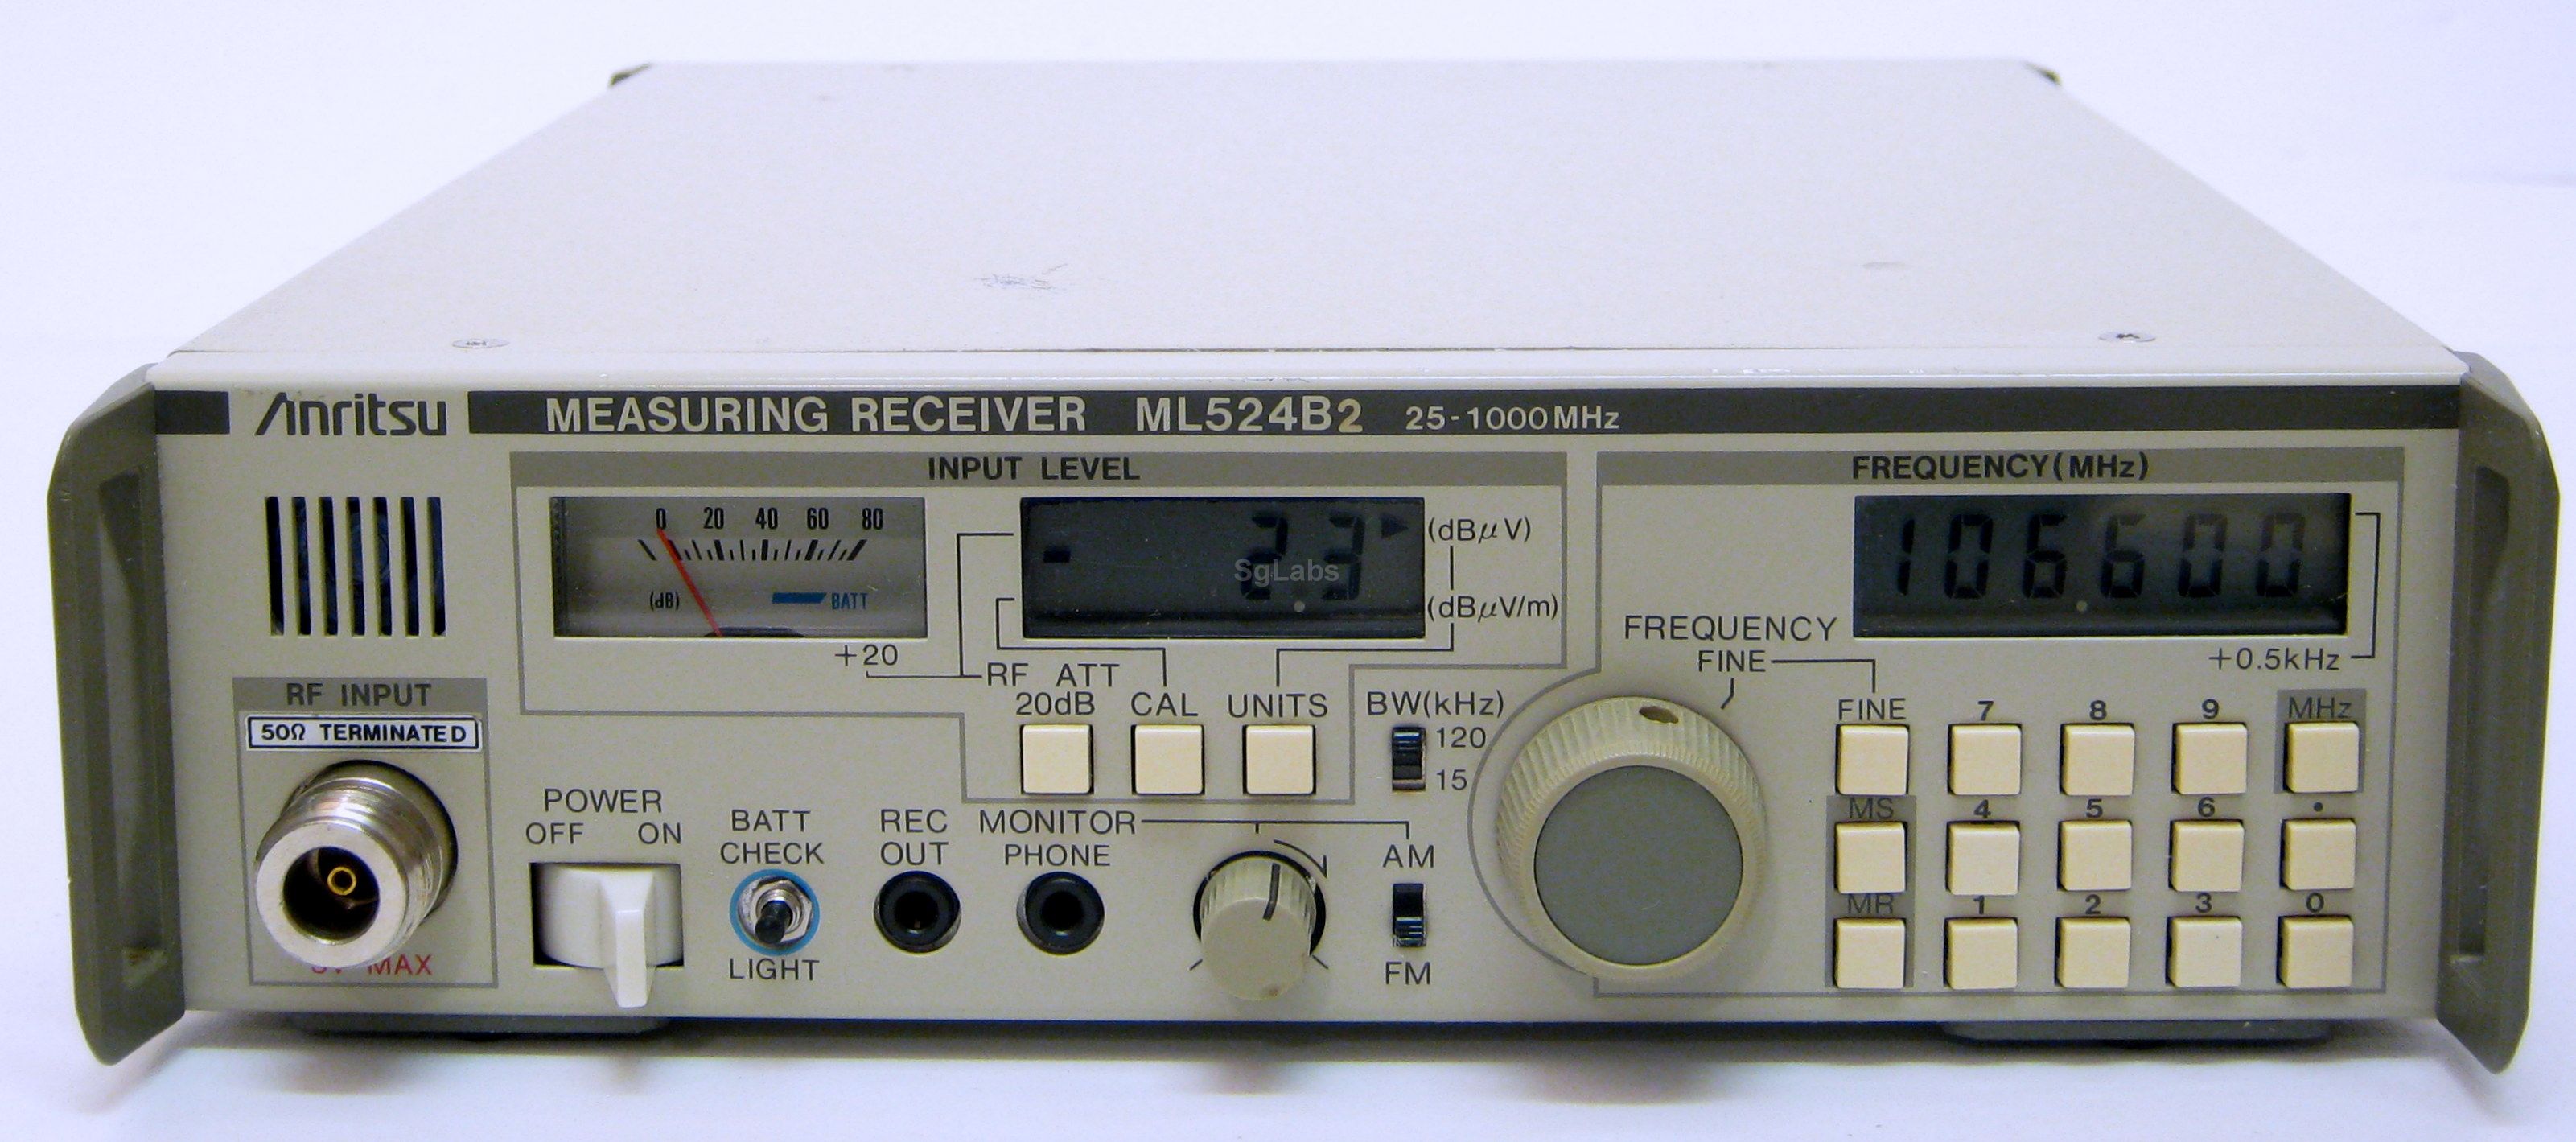 Anritsu MEASURING RECEIVER ML524B2 25-1000MHz
INPUT LEVEL
FREQUENCY(MHz)
0 20 40 60 80
(dB)
BATT
+20
2.3
(dBμV)
(dBμV/m)
SgLabs
106.600
+0.5kHz
RF ATT
20dB
CAL
UNITS
BW(kHz)
120
15
FREQUENCY
FINE
RF INPUT
50Ω TERMINATED
MAX
POWER
OFF ON
BATT
CHECK
LIGHT
REC
OUT
MONITOR
PHONE
AM
FM
FINE 7 8 9 MHz
MS 4 5 6 .
MR 1 2 3 0